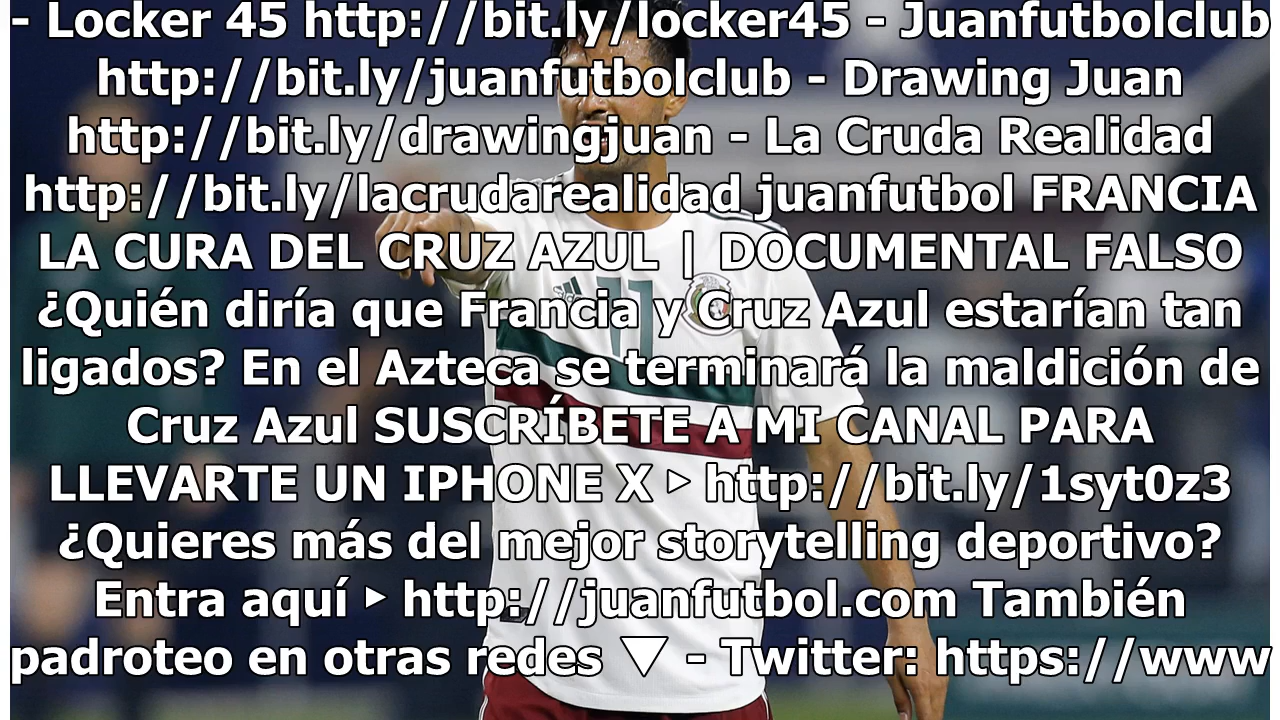 - Locker 45 http://bit.ly/locker45 - Juanfutbolclub
http://bit.ly/juanfutbolclub - Drawing Juan
http://bit.ly/drawingjuan - La Cruda Realidad
http://bit.ly/lacrudarealidad juanfutbol FRANCIA
LA CURA DEL CRUZ AZUL | DOCUMENTAL FALSO
¿Quién diría que Francia y Cruz Azul estarían tan
ligados? En el Azteca se terminará la maldición de
Cruz Azul SUSCRÍBETE A MI CANAL PARA
LLEVARTE UN IPHONE X ‣ http://bit.ly/1syt0z3
¿Quieres más del mejor storytelling deportivo?
Entra aquí ‣ http://juanfutbol.com También
padroteo en otras redes ▼ - Twitter: https://www
11